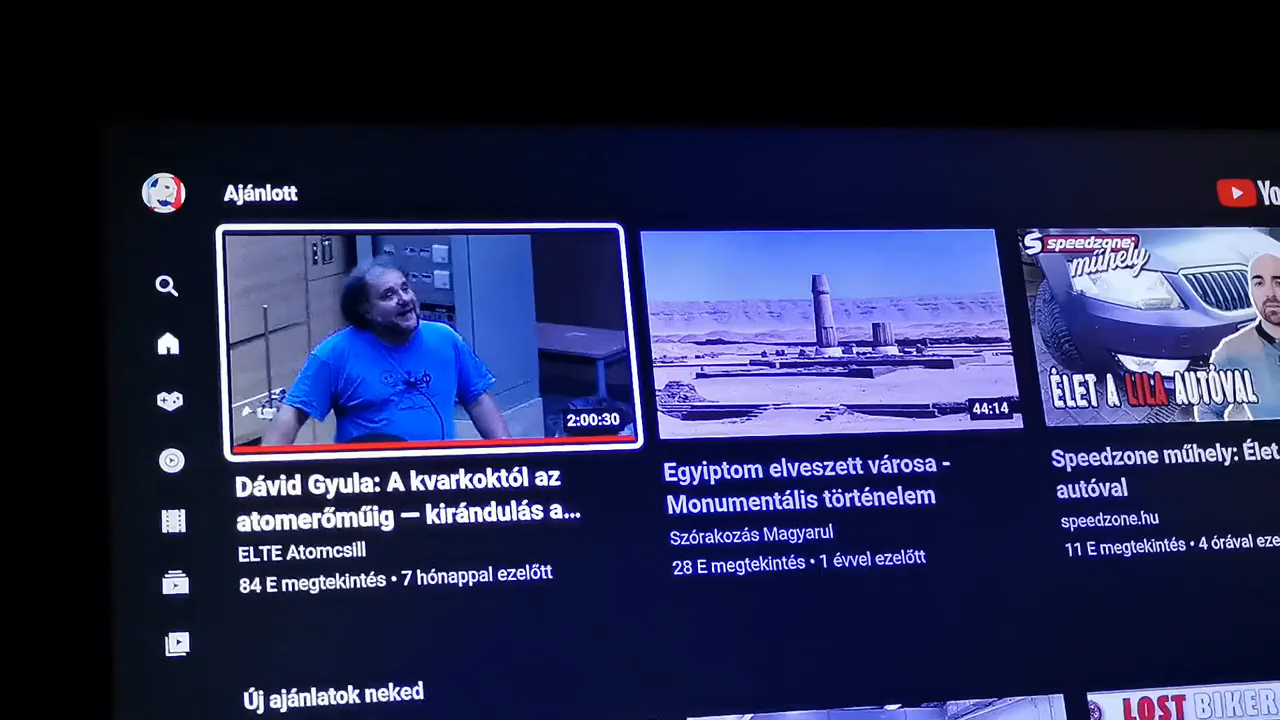 Ajánlott
2:00:30
Dávid Gyula: A kvarkoktól az
atomerőműig — kirándulás a...
ELTE Atomcsill
84 E megtekintés • 7 hónappal ezelőtt
44:14
Egyiptom elveszett városa -
Monumentális történelem
Szórakozás Magyarul
28 E megtekintés • 1 évvel ezelőtt
S speedzone
műhely
ÉLET A LILA AUTÓVAL
Speedzone műhely: Élet
autóval
speedzone.hu
11 E megtekintés • 4 órával eze
Új ajánlatok neked
LOST BIKER